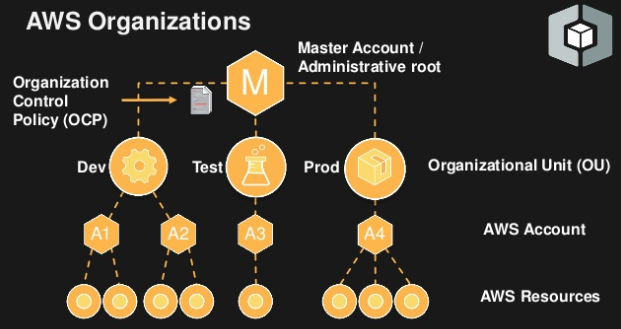 AWS Organizations
Master Account /
Administrative root
M
Organization
Control
Policy (OCP)
Dev
Test
Prod
Organizational Unit (OU)
A1
A2
A3
A4
AWS Account
AWS Resources